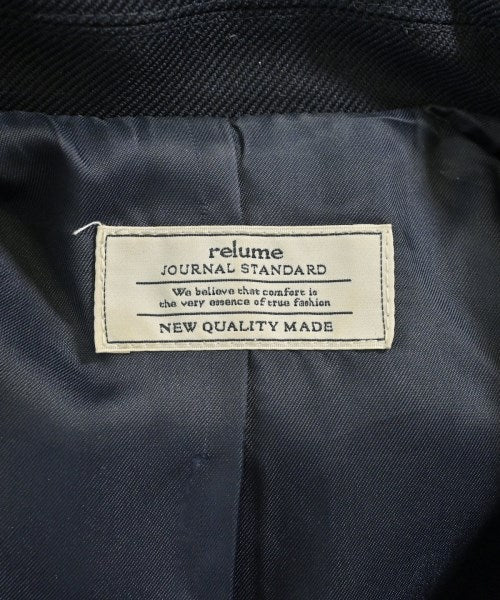 relume
JOURNAL STANDARD
We believe that comfort is
the very essence of true fashion
NEW QUALITY MADE